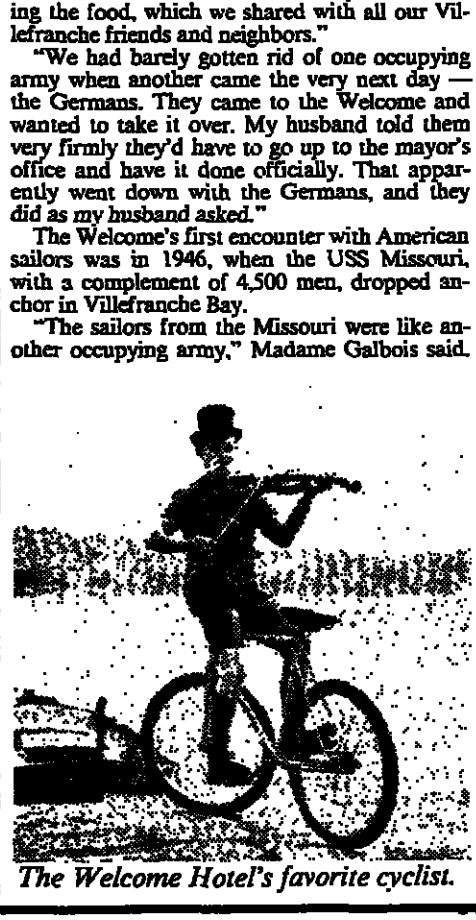 ing the food, which we shared with all our Vil-
lefranche friends and neighbors."
"We had barely gotten rid of one occupying
army when another came the very next day —
the Germans. They came to the Welcome and
wanted to take it over. My husband told them
very firmly they'd have to go up to the mayor's
office and have it done officially. That appar-
ently went down with the Germans, and they
did as my husband asked."
The Welcome's first encounter with American
sailors was in 1946, when the USS Missouri,
with a complement of 4,500 men, dropped an-
chor in Villefranche Bay.
"The sailors from the Missouri were like an-
other occupying army," Madame Galbois said.
The Welcome Hotel's favorite cyclist.